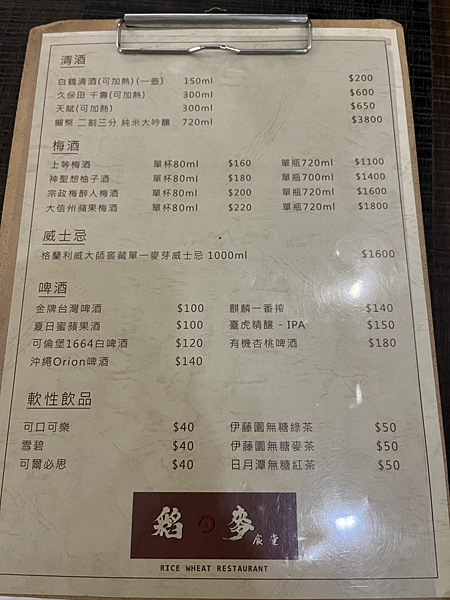 清酒
白鶴清酒(可加熱)(一壺) 150ml $200
久保田 千壽(可加熱) 300ml $600
天賦(可加熱) 300ml $650
獺祭 二割三分 純米大吟釀 720ml $3800
梅酒
上等梅酒 單杯80ml $160 單瓶720ml $1100
神聖想柚子酒 單杯80ml $180 單瓶700ml $1400
宗政梅醉人梅酒 單杯80ml $200 單瓶720ml $1600
大信州蘋果梅酒 單杯80ml $220 單瓶720ml $1800
威士忌
格蘭利威大師窖藏單一麥芽威士忌 1000ml $1600
啤酒
金牌台灣啤酒 $100 麒麟一番搾 $140
夏日蜜蘋果酒 $100 臺虎精釀 - IPA $150
可倫堡1664白啤酒 $120 有機杏桃啤酒 $180
沖繩Orion啤酒 $140
軟性飲品
可口可樂 $40 伊藤園無糖綠茶 $50
雪碧 $40 伊藤園無糖麥茶 $50
可爾必思 $40 日月潭無糖紅茶 $50
稻の麥
食堂
RICE WHEAT RESTAURANT